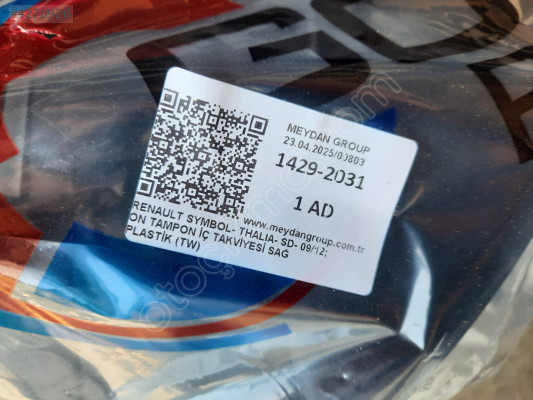 MEYDAN GROUP
23.04.2025/00803
1429-2031
1 AD
www.meydangroup.com.tr
RENAULT SYMBOL- THALIA- SD- 09/12;
ÖN TAMPON İÇ TAKVİYESİ SAĞ
PLASTİK (TW)